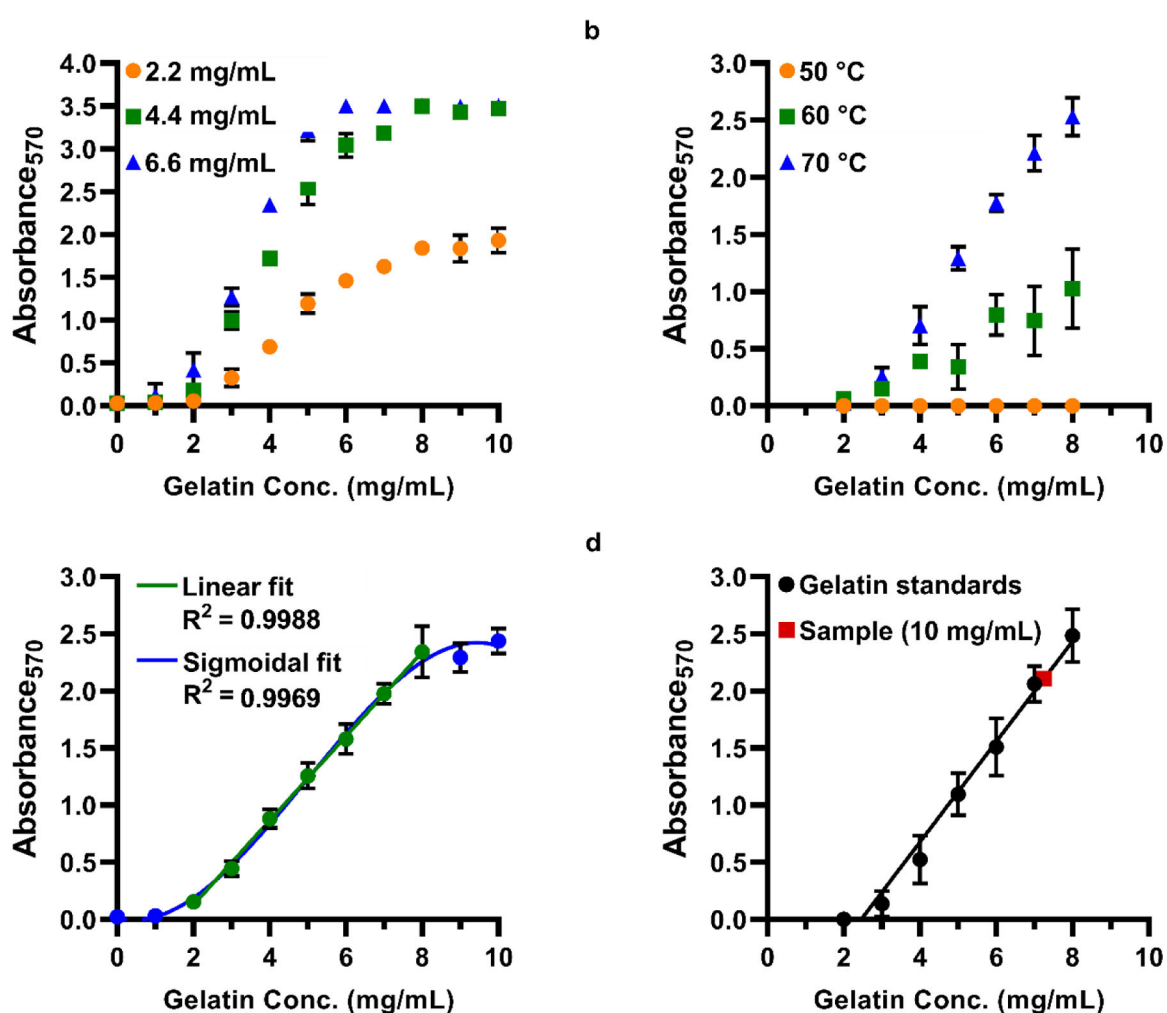 b
4.0
3.5
3.0
2.5
2.0
1.5
1.0
0.5
0.0
2.2 mg/mL
4.4 mg/mL
6.6 mg/mL
Absorbance570
0 2 4 6 8 10
Gelatin Conc. (mg/mL)
3.0
2.5
2.0
1.5
1.0
0.5
0.0
50 °C
60 °C
70 °C
Absorbance570
0 2 4 6 8 10
Gelatin Conc. (mg/mL)
d
3.0
2.5
2.0
1.5
1.0
0.5
0.0
Linear fit
R2 = 0.9988
Sigmoidal fit
R2 = 0.9969
Absorbance570
0 2 4 6 8 10
Gelatin Conc. (mg/mL)
3.0
2.5
2.0
1.5
1.0
0.5
0.0
Gelatin standards
Sample (10 mg/mL)
Absorbance570
0 2 4 6 8 10
Gelatin Conc. (mg/mL)